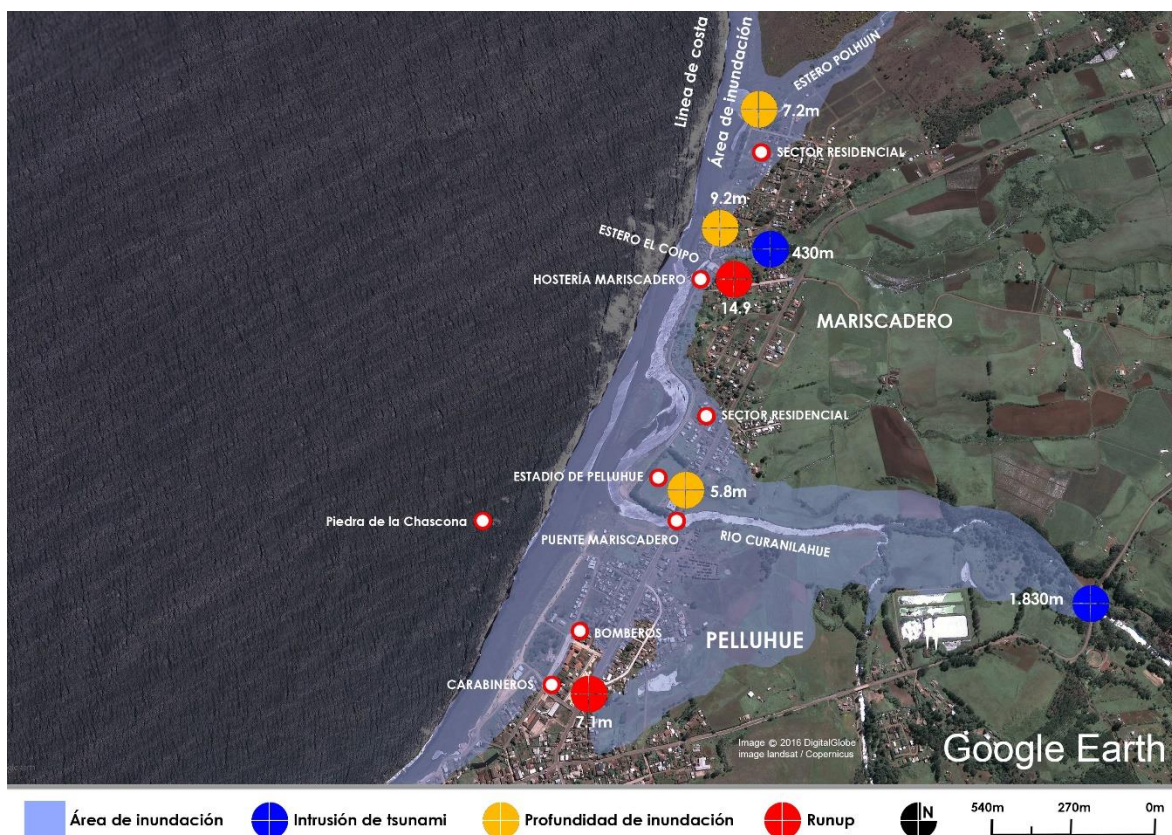 Linea de costa
Área de inundación
ESTERO POLHUIN
7.2m
SECTOR RESIDENCIAL
9.2m
ESTERO EL COIPO
430m
HOSTERÍA MARISCADERO
14.9
MARISCADERO
SECTOR RESIDENCIAL
ESTADIO DE PELLUHUE
5.8m
Piedra de la Chascona
PUENTE MARISCADERO
RIO CURANILAHUE
1.830m
BOMBEROS
PELLUHUE
CARABINEROS
7.1m
Image © 2016 DigitalGlobe
image landsat / Copernicus
Google Earth
Área de inundación
Intrusión de tsunami
Profundidad de inundación
Runup
N
540m 270m 0m